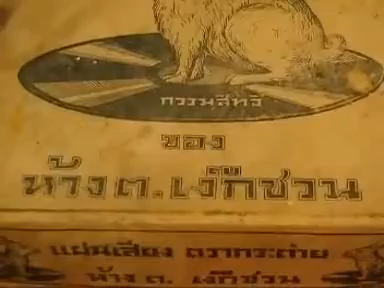 กรรมสิทธิ์
ของ
ห้าง ต. เง๊กชวน
แผ่นเสียง ตรากระต่าย
ห้าง ต. เง๊กชวน